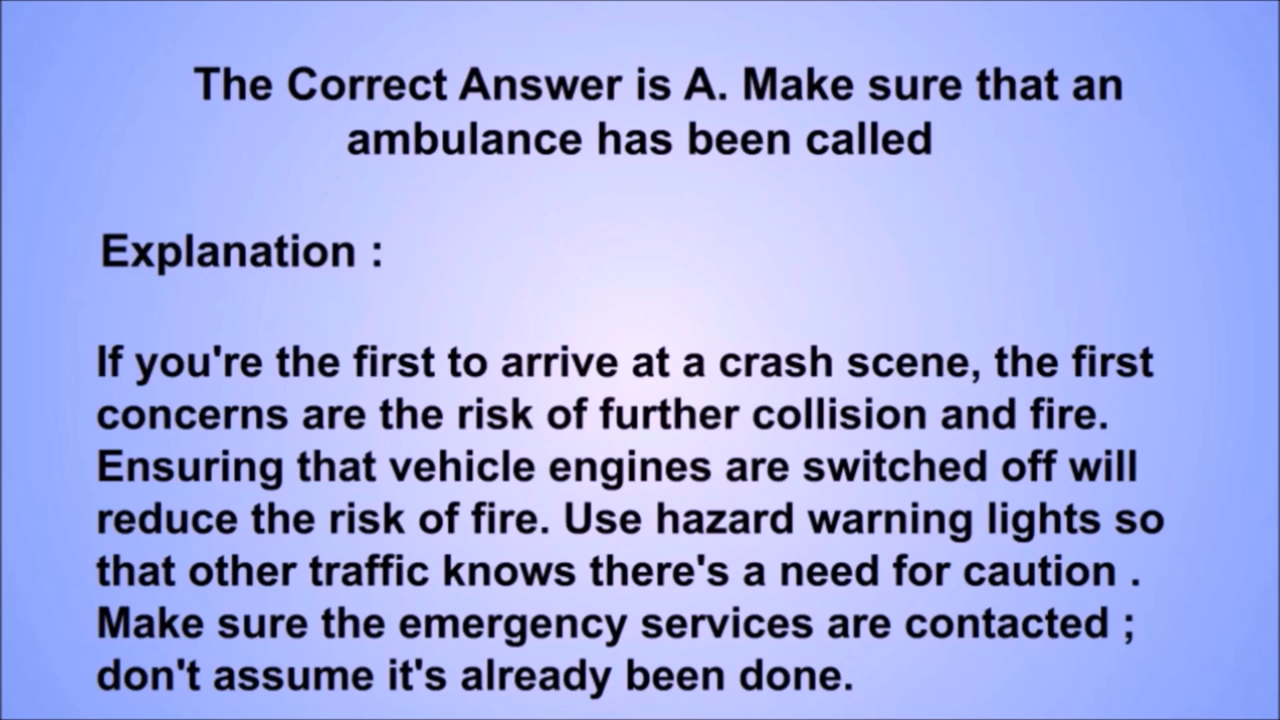 The Correct Answer is A. Make sure that an
ambulance has been called
Explanation :
If you're the first to arrive at a crash scene, the first
concerns are the risk of further collision and fire.
Ensuring that vehicle engines are switched off will
reduce the risk of fire. Use hazard warning lights so
that other traffic knows there's a need for caution .
Make sure the emergency services are contacted ;
don't assume it's already been done.